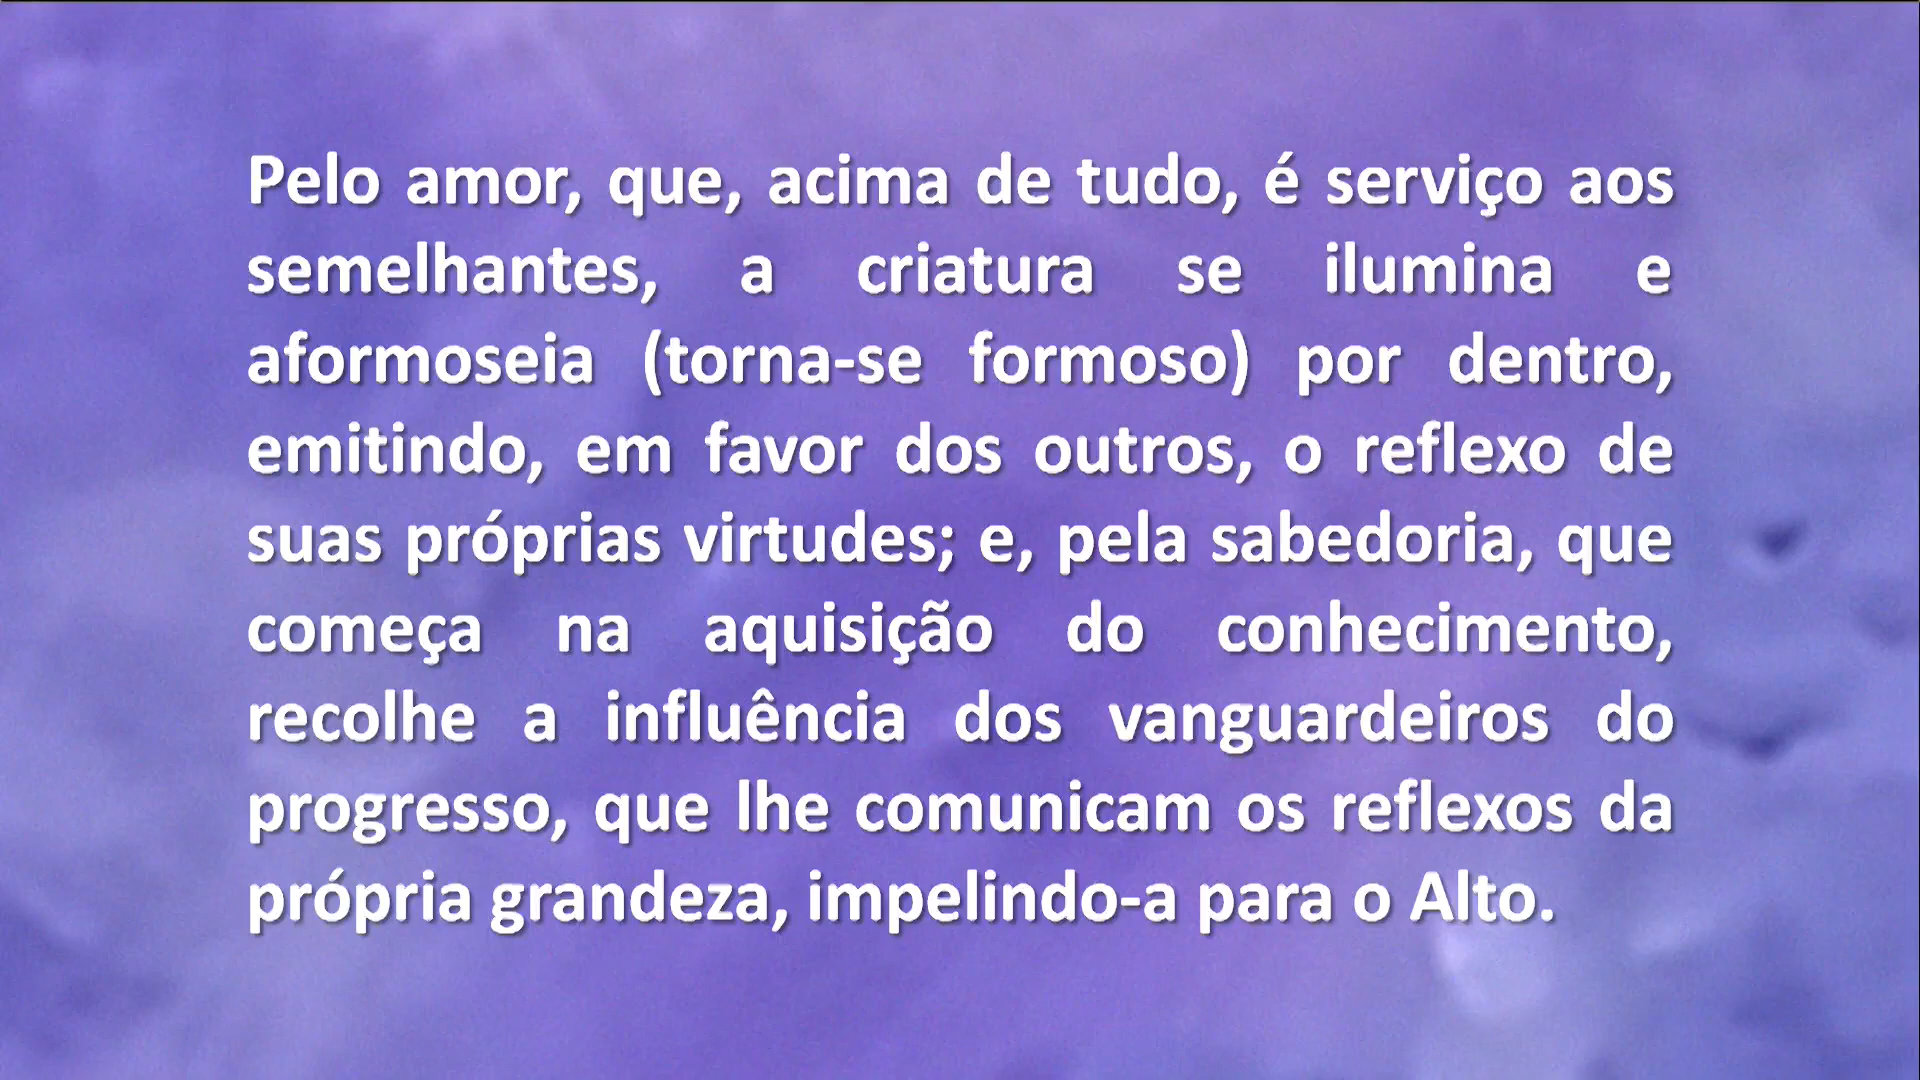 Pelo amor, que, acima de tudo, é serviço aos
semelhantes, a criatura se ilumina e
aformoseia (torna-se formoso) por dentro,
emitindo, em favor dos outros, o reflexo de
suas próprias virtudes; e, pela sabedoria, que
começa na aquisição do conhecimento,
recolhe a influência dos vanguardeiros do
progresso, que lhe comunicam os reflexos da
própria grandeza, impelindo-a para o Alto.